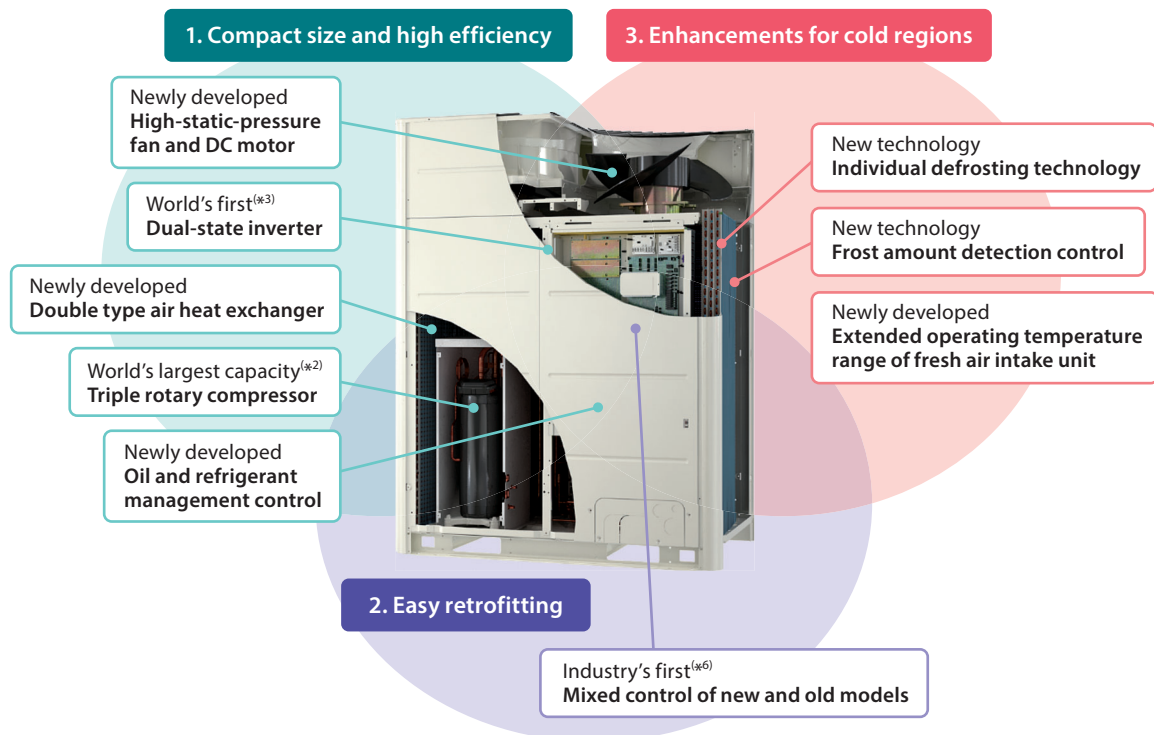 1. Compact size and high efficiency
Newly developed
High-static-pressure
fan and DC motor
World's first(*3)
Dual-state inverter
Newly developed
Double type air heat exchanger
World's largest capacity(*2)
Triple rotary compressor
Newly developed
Oil and refrigerant
management control
3. Enhancements for cold regions
New technology
Individual defrosting technology
New technology
Frost amount detection control
Newly developed
Extended operating temperature
range of fresh air intake unit
2. Easy retrofitting
Industry's first(*6)
Mixed control of new and old models